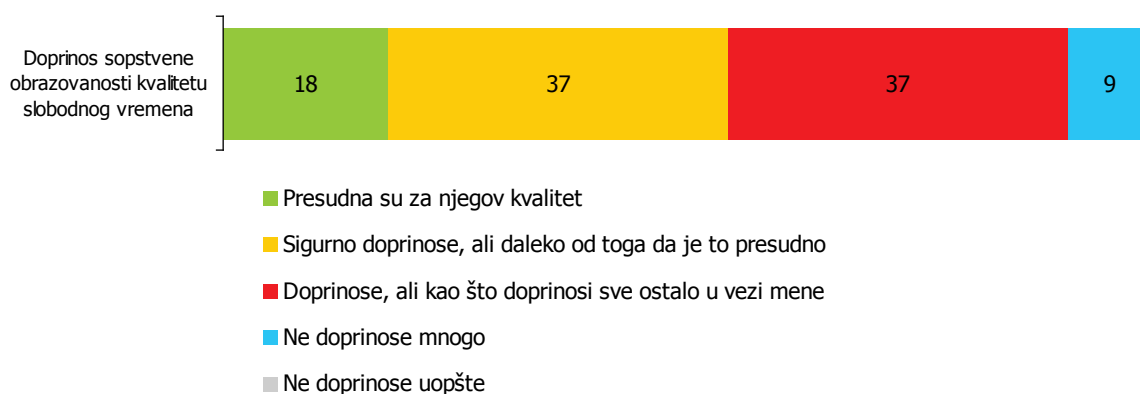 Doprinos sopstvene
obrazovanosti kvalitetu
slobodnog vremena
18
37
37
9
Presudna su za njegov kvalitet
Sigurno doprinose, ali daleko od toga da je to presudno
Doprinose, ali kao što doprinosi sve ostalo u vezi mene
Ne doprinose mnogo
Ne doprinose uopšte